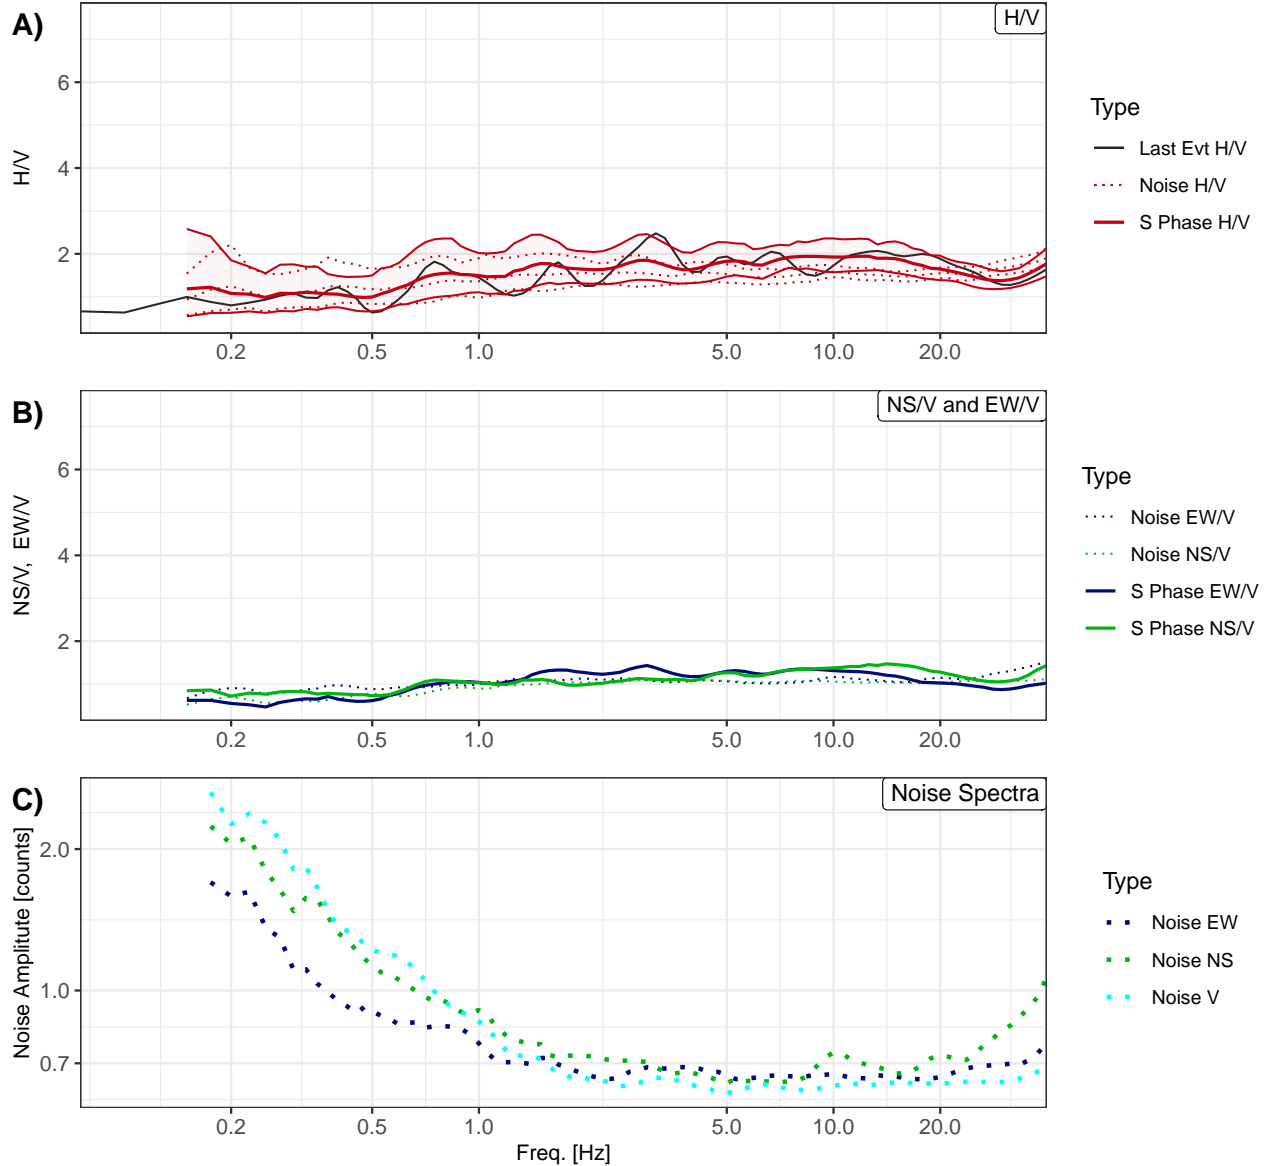 A)
H/V
6
4
2
H/V
0.2 0.5 1.0 5.0 10.0 20.0
Type
Last Evt H/V
Noise H/V
S Phase H/V
B)
NS/V and EW/V
6
4
2
NS/V, EW/V
0.2 0.5 1.0 5.0 10.0 20.0
Type
Noise EW/V
Noise NS/V
S Phase EW/V
S Phase NS/V
C)
Noise Spectra
2.0
1.0
0.7
Noise Amplitute [counts]
0.2 0.5 1.0 5.0 10.0 20.0
Freq. [Hz]
Type
Noise EW
Noise NS
Noise V